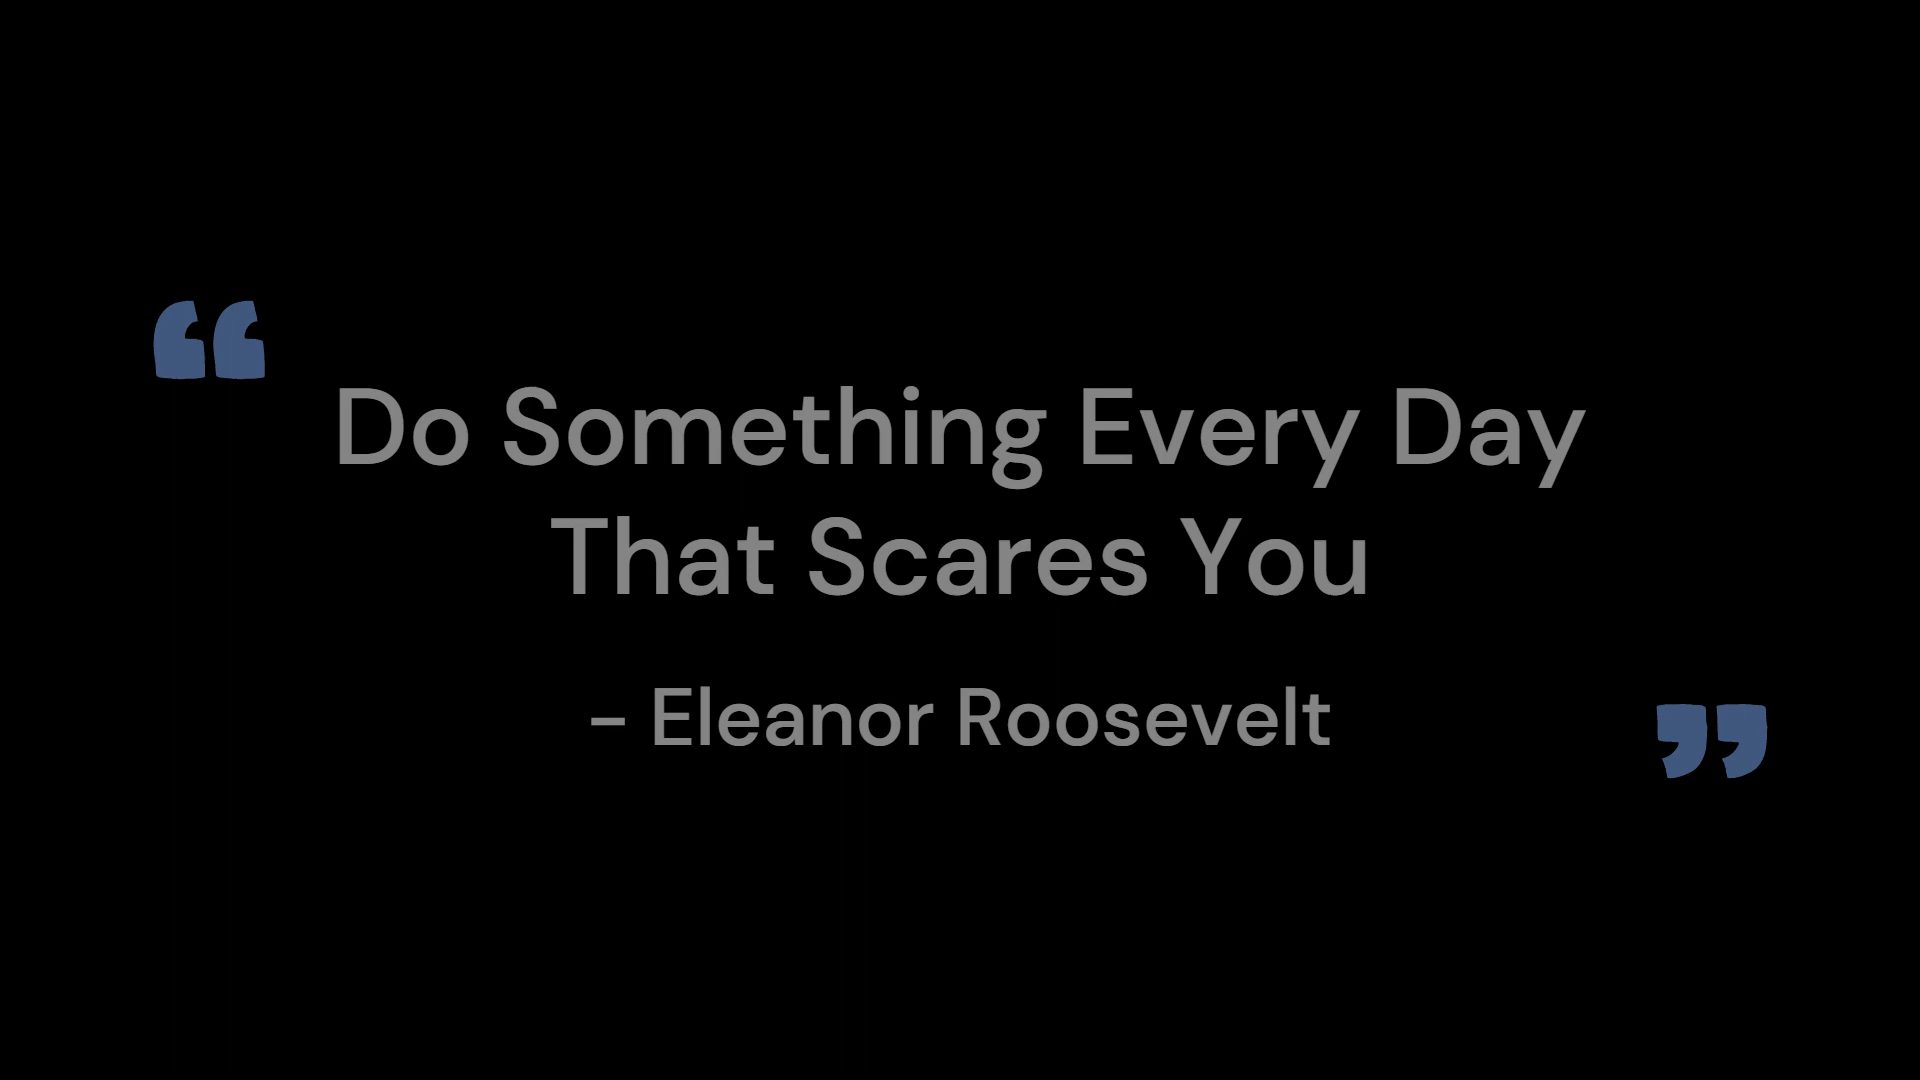 “
Do Something Every Day
That Scares You
- Eleanor Roosevelt
”